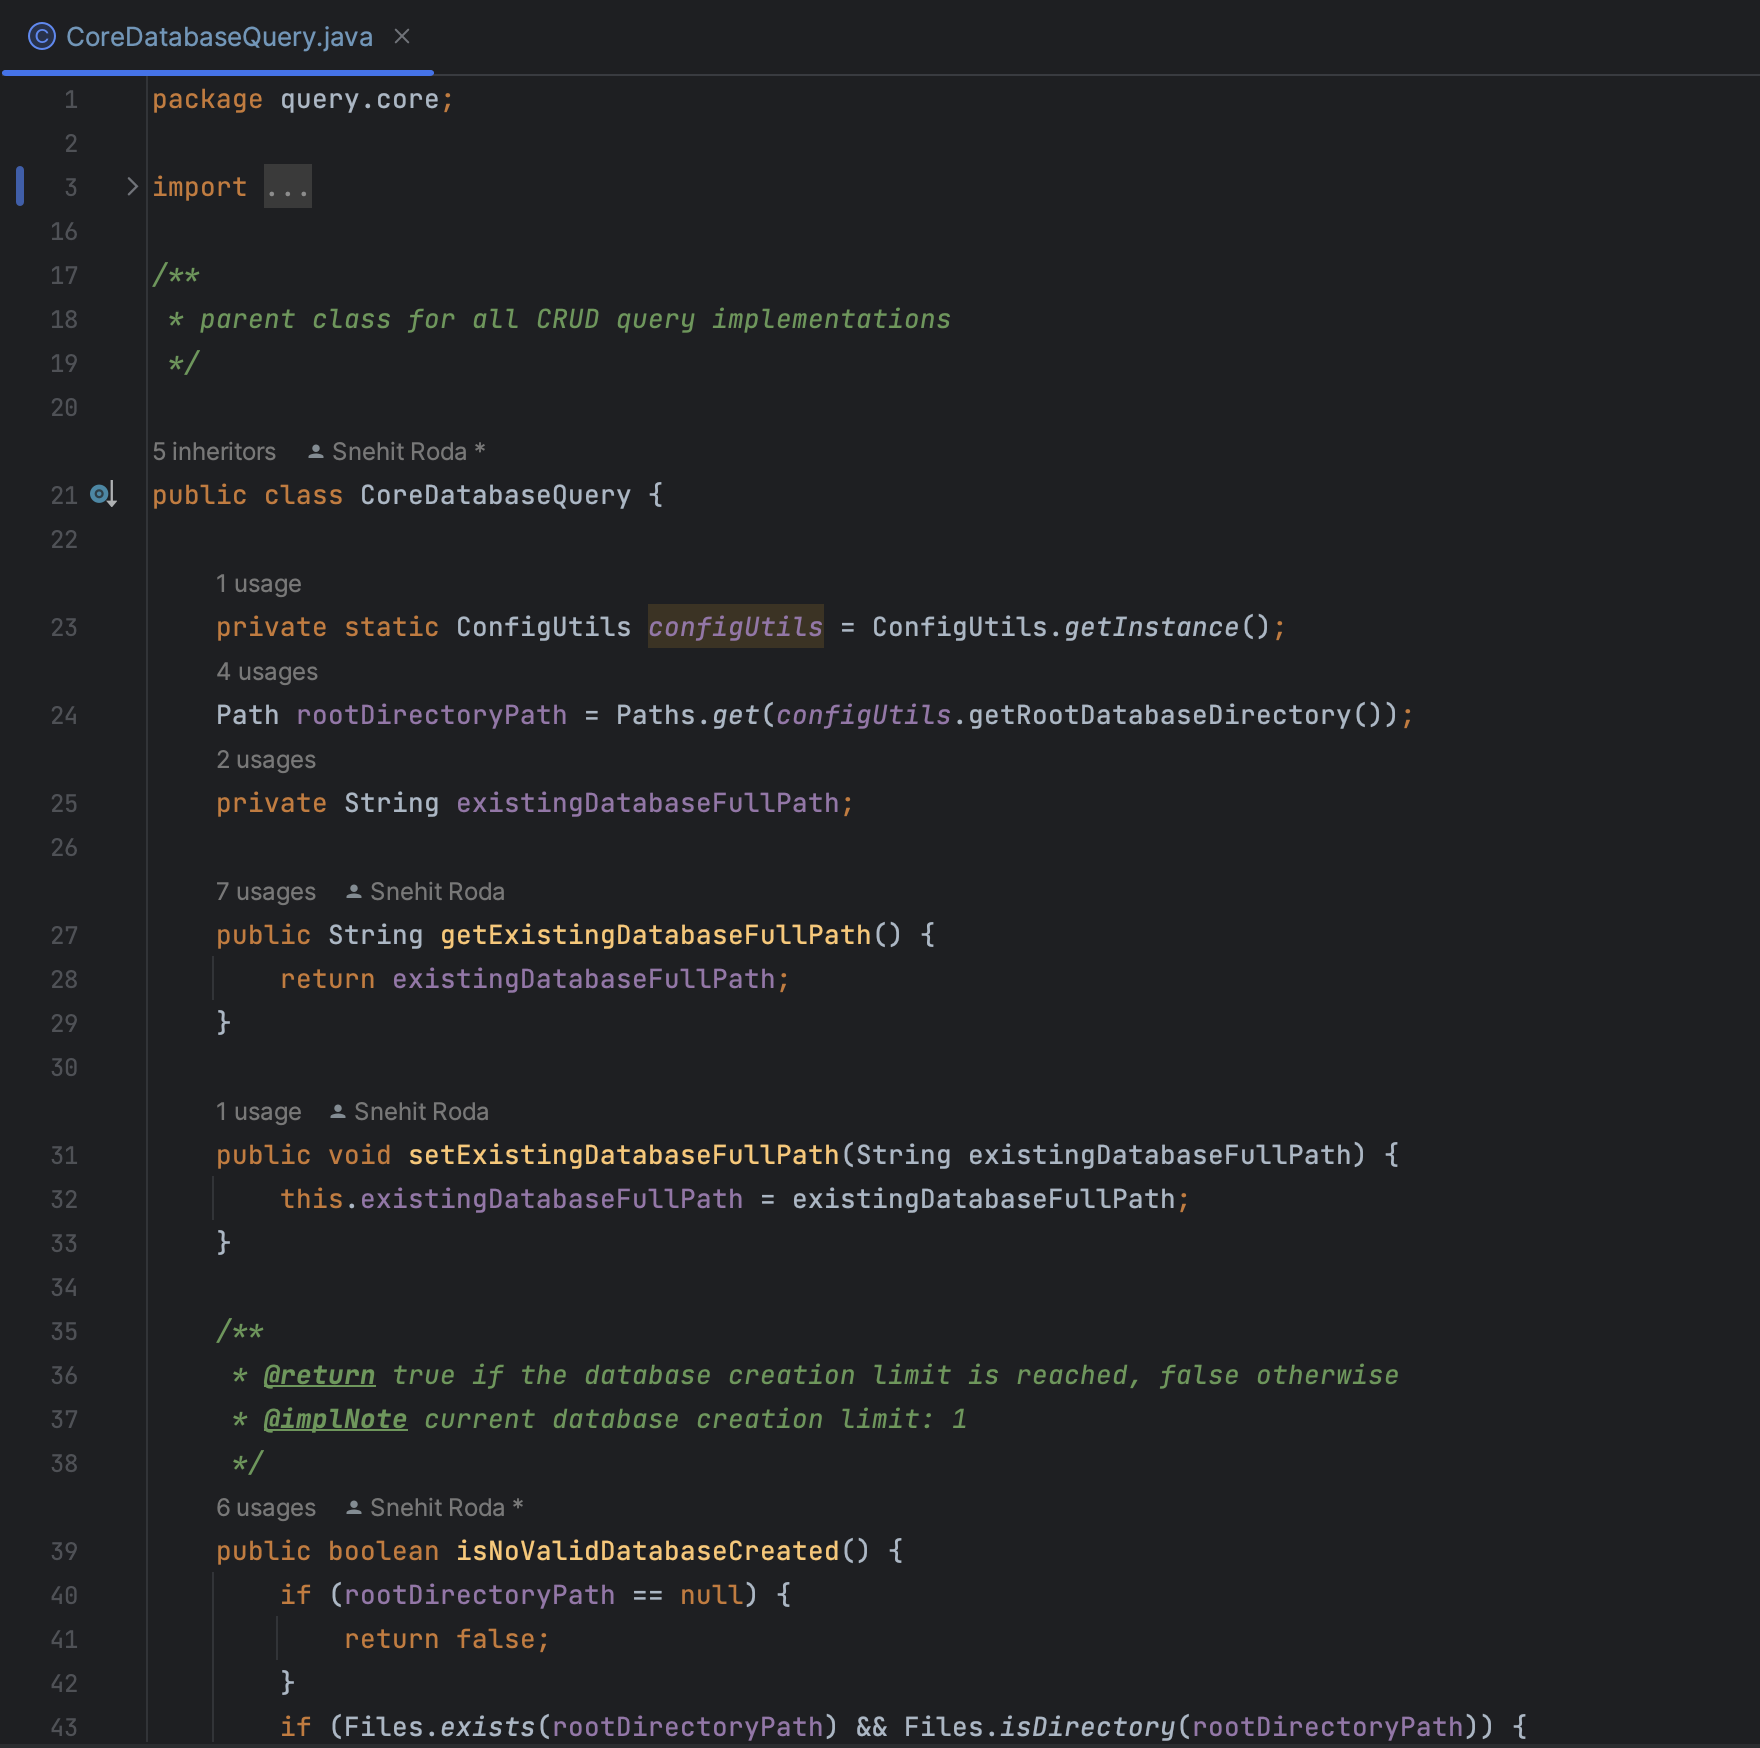 CoreDatabaseQuery.java
1 package query.core;
2
3 import ...
16
17 /**
18 * parent class for all CRUD query implementations
19 */
20
5 inheritors Snehit Roda *
21 public class CoreDatabaseQuery {
22
1 usage
23 private static ConfigUtils configUtils = ConfigUtils.getInstance();
4 usages
24 Path rootDirectoryPath = Paths.get(configUtils.getRootDatabaseDirectory());
2 usages
25 private String existingDatabaseFullPath;
26
7 usages Snehit Roda
27 public String getExistingDatabaseFullPath() {
28 return existingDatabaseFullPath;
29 }
30
1 usage Snehit Roda
31 public void setExistingDatabaseFullPath(String existingDatabaseFullPath) {
32 this.existingDatabaseFullPath = existingDatabaseFullPath;
33 }
34
35 /**
36 * @return true if the database creation limit is reached, false otherwise
37 * @implNote current database creation limit: 1
38 */
6 usages Snehit Roda *
39 public boolean isNoValidDatabaseCreated() {
40 if (rootDirectoryPath == null) {
41 return false;
42 }
43 if (Files.exists(rootDirectoryPath) && Files.isDirectory(rootDirectoryPath)) {